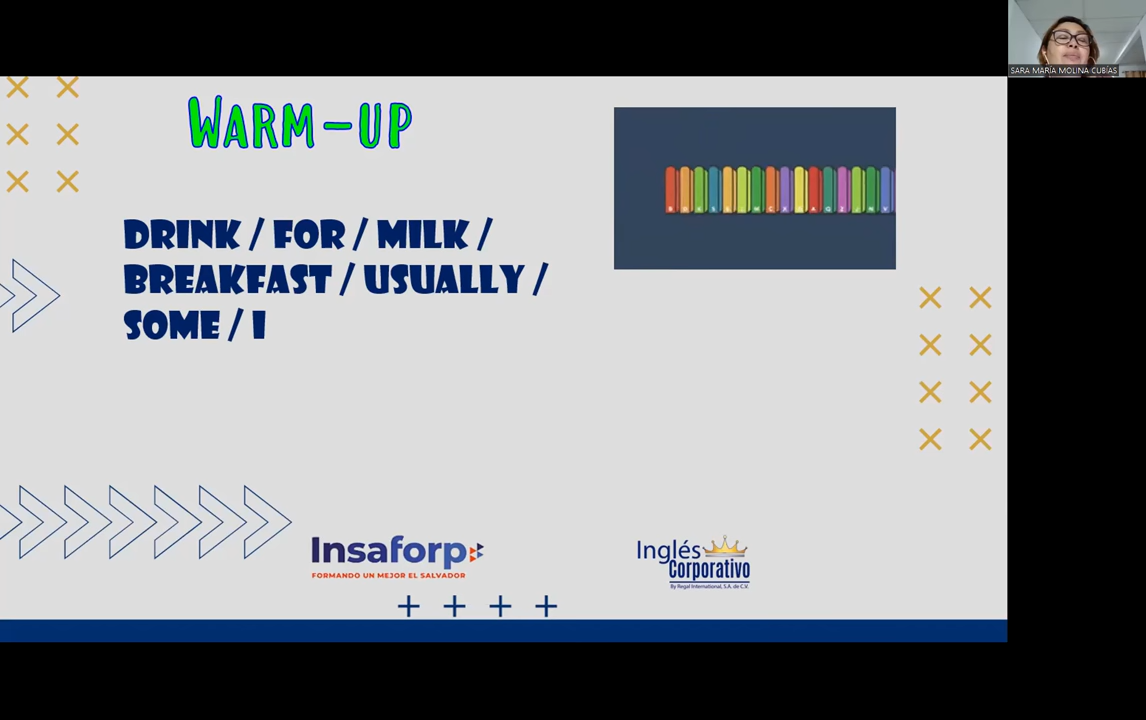 SARA MARÍA MOLINA CUBÍAS
WARM-UP
DRINK / FOR / MILK /
BREAKFAST / USUALLY /
SOME / I
Insaforp
FORMANDO UN MEJOR EL SALVADOR
Inglés
Corporativo
By Regal International, S.A. de C.V.